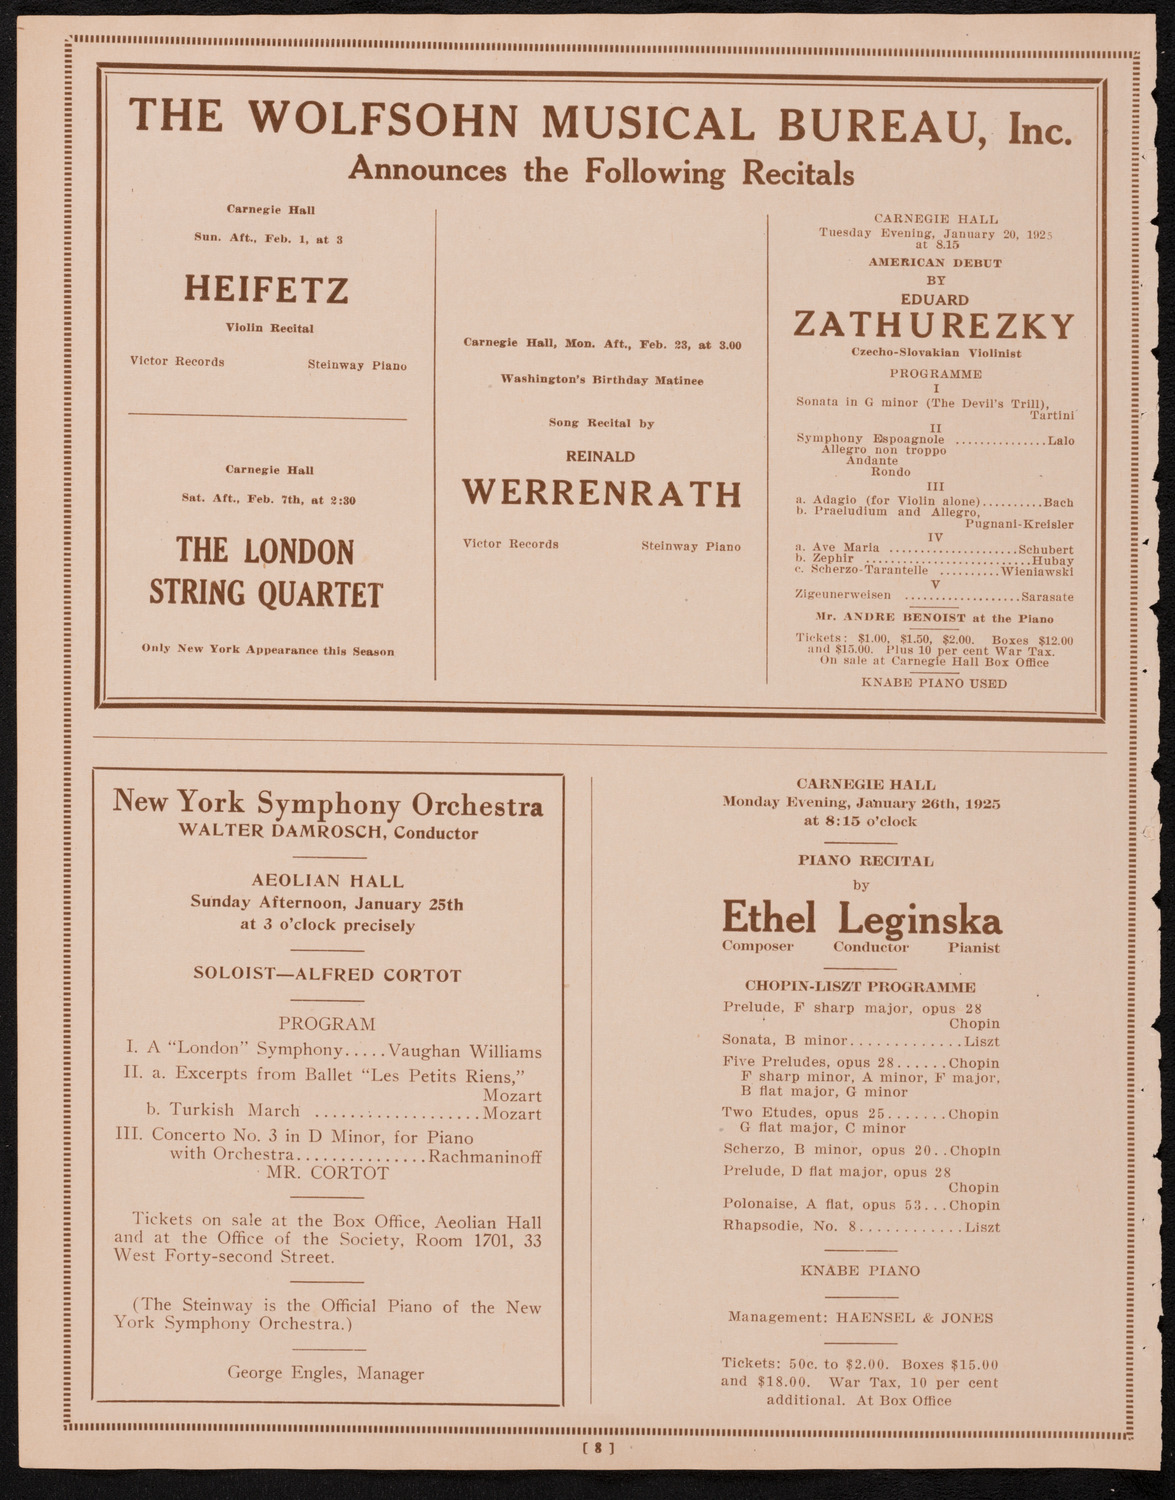 THE WOLFSOHN MUSICAL BUREAU, Inc.
Announces the Following Recitals
Carnegie Hall
Sun. Aft., Feb. 1, at 3
HEIFETZ
Violin Recital
Victor Records Steinway Piano
Carnegie Hall
Sat. Aft., Feb. 7th, at 2:30
THE LONDON
STRING QUARTET
Only New York Appearance this Season
Carnegie Hall, Mon. Aft., Feb. 23, at 3.00
Washington's Birthday Matinee
Song Recital by
REINALD
WERRENRATH
Victor Records Steinway Piano
CARNEGIE HALL
Tuesday Evening, January 20, 1925
at 8.15
AMERICAN DEBUT
BY
EDUARD
ZATHUREZKY
Czecho-Slovakian Violinist
PROGRAMME
I
Sonata in G minor (The Devil's Trill),
Tartini
II
Symphony Espoagnole ...............Lalo
Allegro non troppo
Andante
Rondo
III
a. Adagio (for Violin alone)..........Bach
b. Praeludium and Allegro,
Pugnani-Kreisler
IV
a. Ave Maria .....................Schubert
b. Zephir ...........................Hubay
c. Scherzo-Tarantelle ..........Wieniawski
V
Zigeunerweisen ...................Sarasate
Mr. ANDRE BENOIST at the Piano
Tickets: $1.00, $1.50, $2.00. Boxes $12.00
and $15.00. Plus 10 per cent War Tax.
On sale at Carnegie Hall Box Office
KNABE PIANO USED
New York Symphony Orchestra
WALTER DAMROSCH, Conductor
AEOLIAN HALL
Sunday Afternoon, January 25th
at 3 o'clock precisely
SOLOIST—ALFRED CORTOT
PROGRAM
I. A "London" Symphony.....Vaughan Williams
II. a. Excerpts from Ballet "Les Petits Riens,"
Mozart
b. Turkish March ...................Mozart
III. Concerto No. 3 in D Minor, for Piano
with Orchestra...............Rachmaninoff
MR. CORTOT
Tickets on sale at the Box Office, Aeolian Hall
and at the Office of the Society, Room 1701, 33
West Forty-second Street.
(The Steinway is the Official Piano of the New
York Symphony Orchestra.)
George Engles, Manager
CARNEGIE HALL
Monday Evening, January 26th, 1925
at 8:15 o'clock
PIANO RECITAL
by
Ethel Leginska
Composer Conductor Pianist
CHOPIN-LISZT PROGRAMME
Prelude, F sharp major, opus 28
Chopin
Sonata, B minor.............Liszt
Five Preludes, opus 28......Chopin
F sharp minor, A minor, F major,
B flat major, G minor
Two Etudes, opus 25.......Chopin
G flat major, C minor
Scherzo, B minor, opus 20..Chopin
Prelude, D flat major, opus 28
Chopin
Polonaise, A flat, opus 53...Chopin
Rhapsodie, No. 8............Liszt
KNABE PIANO
Management: HAENSEL & JONES
Tickets: 50c. to $2.00. Boxes $15.00
and $18.00. War Tax, 10 per cent
additional. At Box Office
[ 8 ]